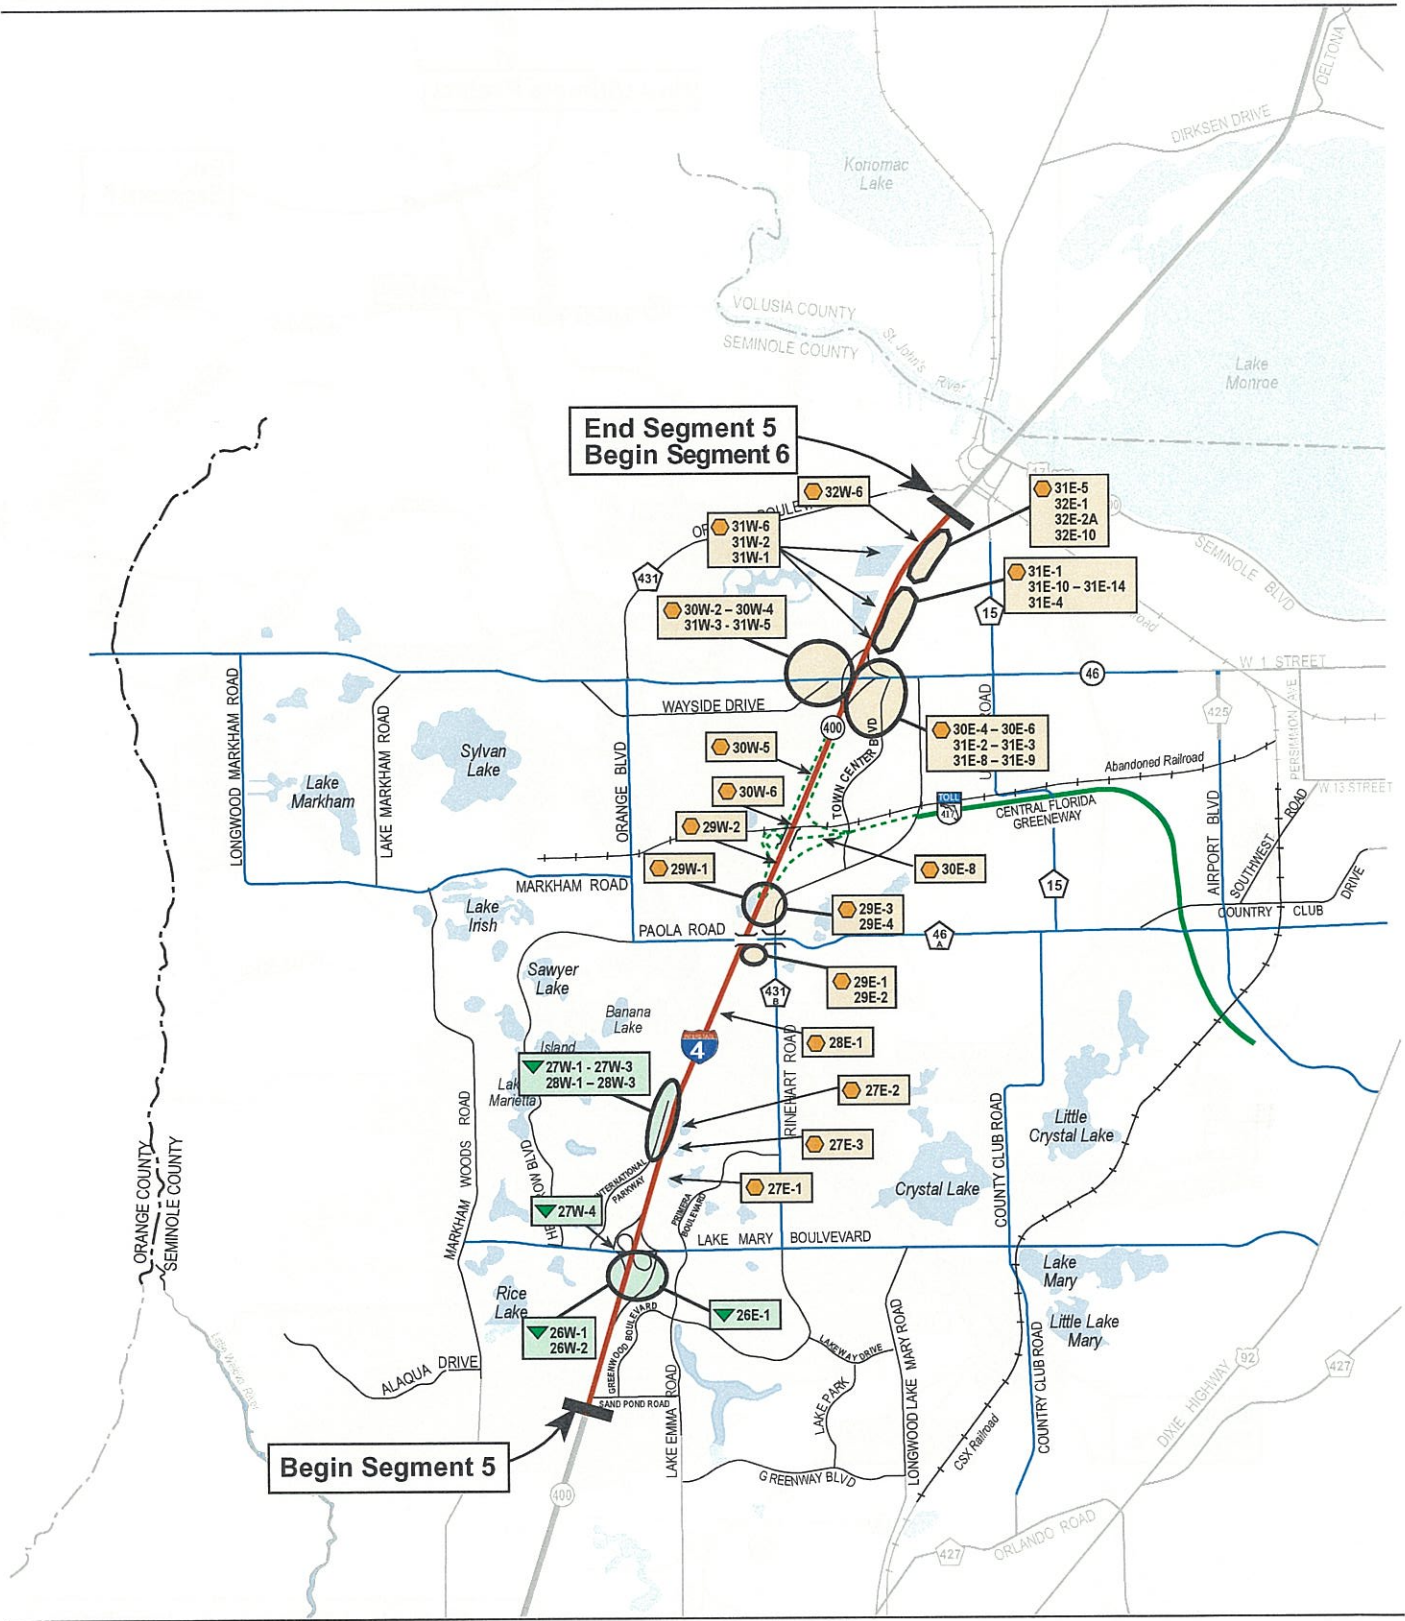 DELTONA
DIRKSEN DRIVE
Konomac
Lake
VOLUSIA COUNTY
SEMINOLE COUNTY
St. John's
River
Lake
Monroe
End Segment 5
Begin Segment 6
32W-6
31E-5
32E-1
32E-2A
32E-10
31W-6
31W-2
31W-1
SEMINOLE BLVD
431
31E-1
31E-10 – 31E-14
31E-4
15
30W-2 – 30W-4
31W-3 - 31W-5
W 1 STREET
46
WAYSIDE DRIVE
LONGWOOD MARKHAM ROAD
LAKE MARKHAM ROAD
ORANGE BLVD
Sylvan
Lake
Lake
Markham
400
30E-4 – 30E-6
31E-2 – 31E-3
31E-8 – 31E-9
ROAD
425
PERSIMMON AVE
30W-5
TOWN CENTER BLVD
Abandoned Railroad
30W-6
TOLL
417
CENTRAL FLORIDA
GREENEWAY
W 13 STREET
29W-2
AIRPORT BLVD
SOUTHWEST ROAD
29W-1
30E-8
MARKHAM ROAD
15
COUNTRY CLUB DRIVE
29E-3
29E-4
Lake
Irish
PAOLA ROAD
46
A
Sawyer
Lake
29E-1
29E-2
431
B
Banana
Lake
28E-1
4
Island
27W-1 - 27W-3
28W-1 – 28W-3
Marietta
RINEHART ROAD
27E-2
27E-3
Little
Crystal Lake
COUNTY CLUB ROAD
MARKHAM WOODS ROAD
ORANGE COUNTY
SEMINOLE COUNTY
INTERNATIONAL
PARKWAY
27E-1
Crystal Lake
PRIMERA
BOULEVARD
27W-4
LAKE MARY BOULVEVARD
Lake
Mary
Rice
Lake
26E-1
26W-1
26W-2
GREENWOOD BOULEVARD
Little Lake
Mary
LAKEWAY DRIVE
LONGWOOD LAKE MARY ROAD
COUNTRY CLUB ROAD
ALAQUA DRIVE
92
427
LAKE PARK
SAND POND ROAD
LAKE EMMA ROAD
DIXIE HIGHWAY
CSX Railroad
Begin Segment 5
GREENWAY BLVD
400
427
ORLANDO ROAD